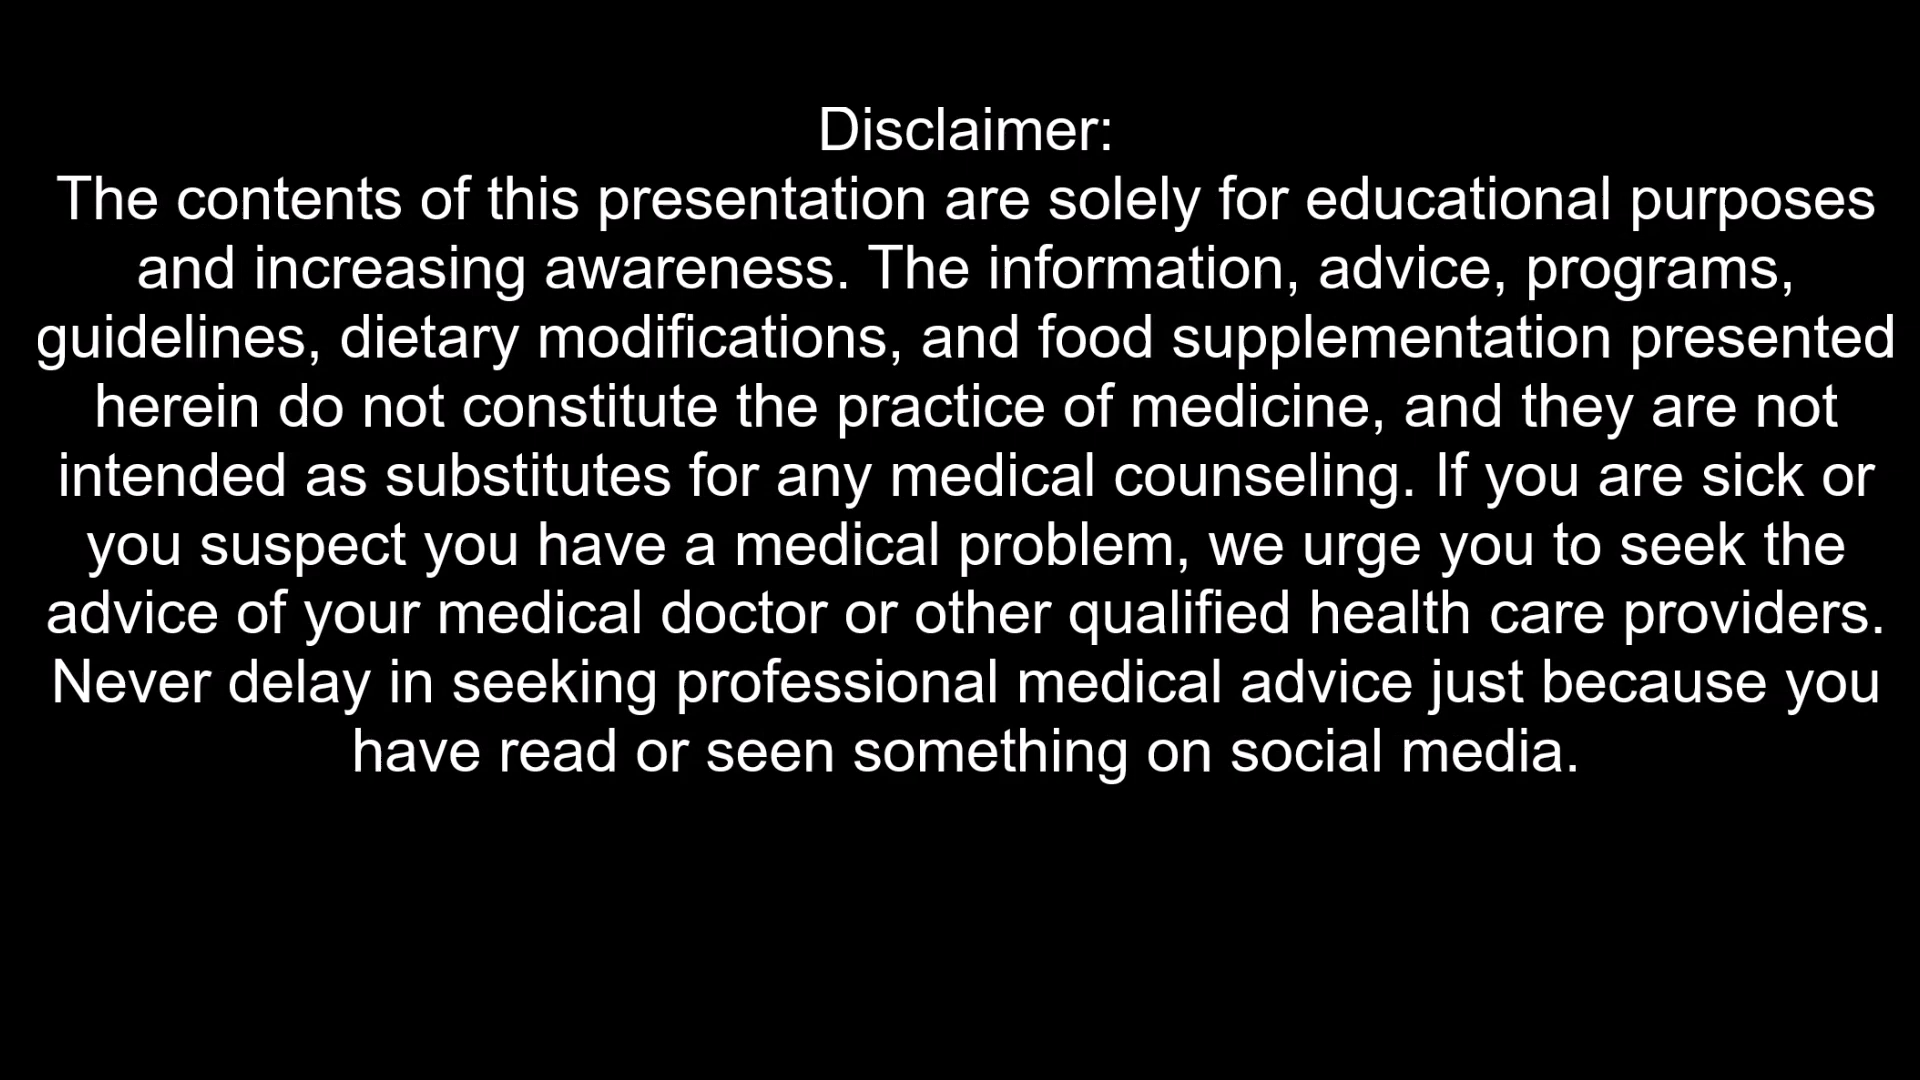 Disclaimer:
The contents of this presentation are solely for educational purposes
and increasing awareness. The information, advice, programs,
guidelines, dietary modifications, and food supplementation presented
herein do not constitute the practice of medicine, and they are not
intended as substitutes for any medical counseling. If you are sick or
you suspect you have a medical problem, we urge you to seek the
advice of your medical doctor or other qualified health care providers.
Never delay in seeking professional medical advice just because you
have read or seen something on social media.